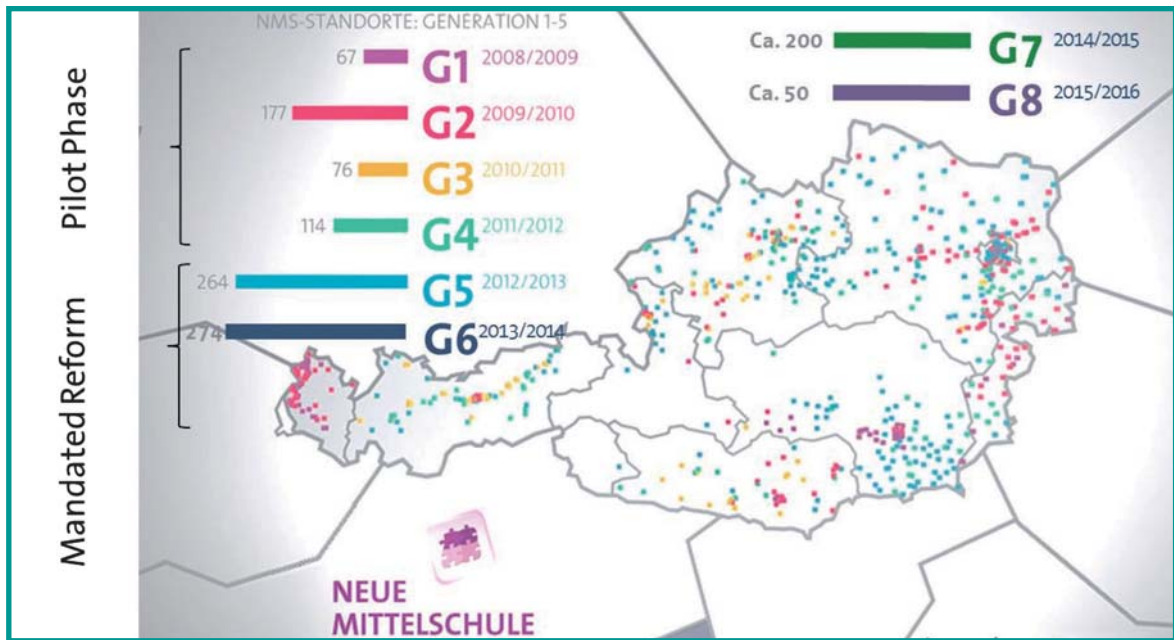 NMS-STANDORTE: GENERATION 1-5
Pilot Phase
67 G1 2008/2009
177 G2 2009/2010
76 G3 2010/2011
114 G4 2011/2012
Mandated Reform
264 G5 2012/2013
274 G6 2013/2014
Ca. 200 G7 2014/2015
Ca. 50 G8 2015/2016
NEUE
MITTELSCHULE